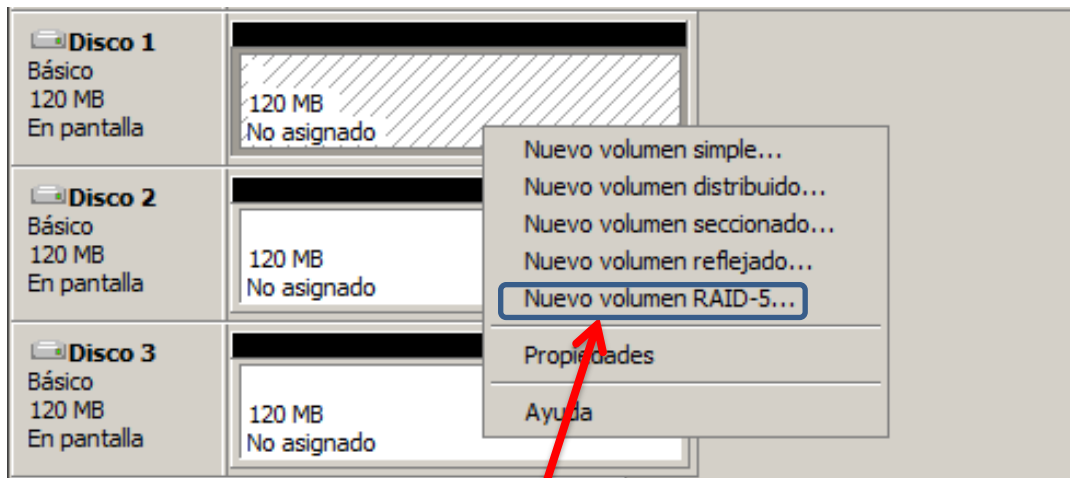 Disco 1
Básico
120 MB
En pantalla
120 MB
No asignado
Disco 2
Básico
120 MB
En pantalla
120 MB
No asignado
Disco 3
Básico
120 MB
En pantalla
120 MB
No asignado
Nuevo volumen simple...
Nuevo volumen distribuido...
Nuevo volumen seccionado...
Nuevo volumen reflejado...
Nuevo volumen RAID-5...
Propiedades
Ayuda